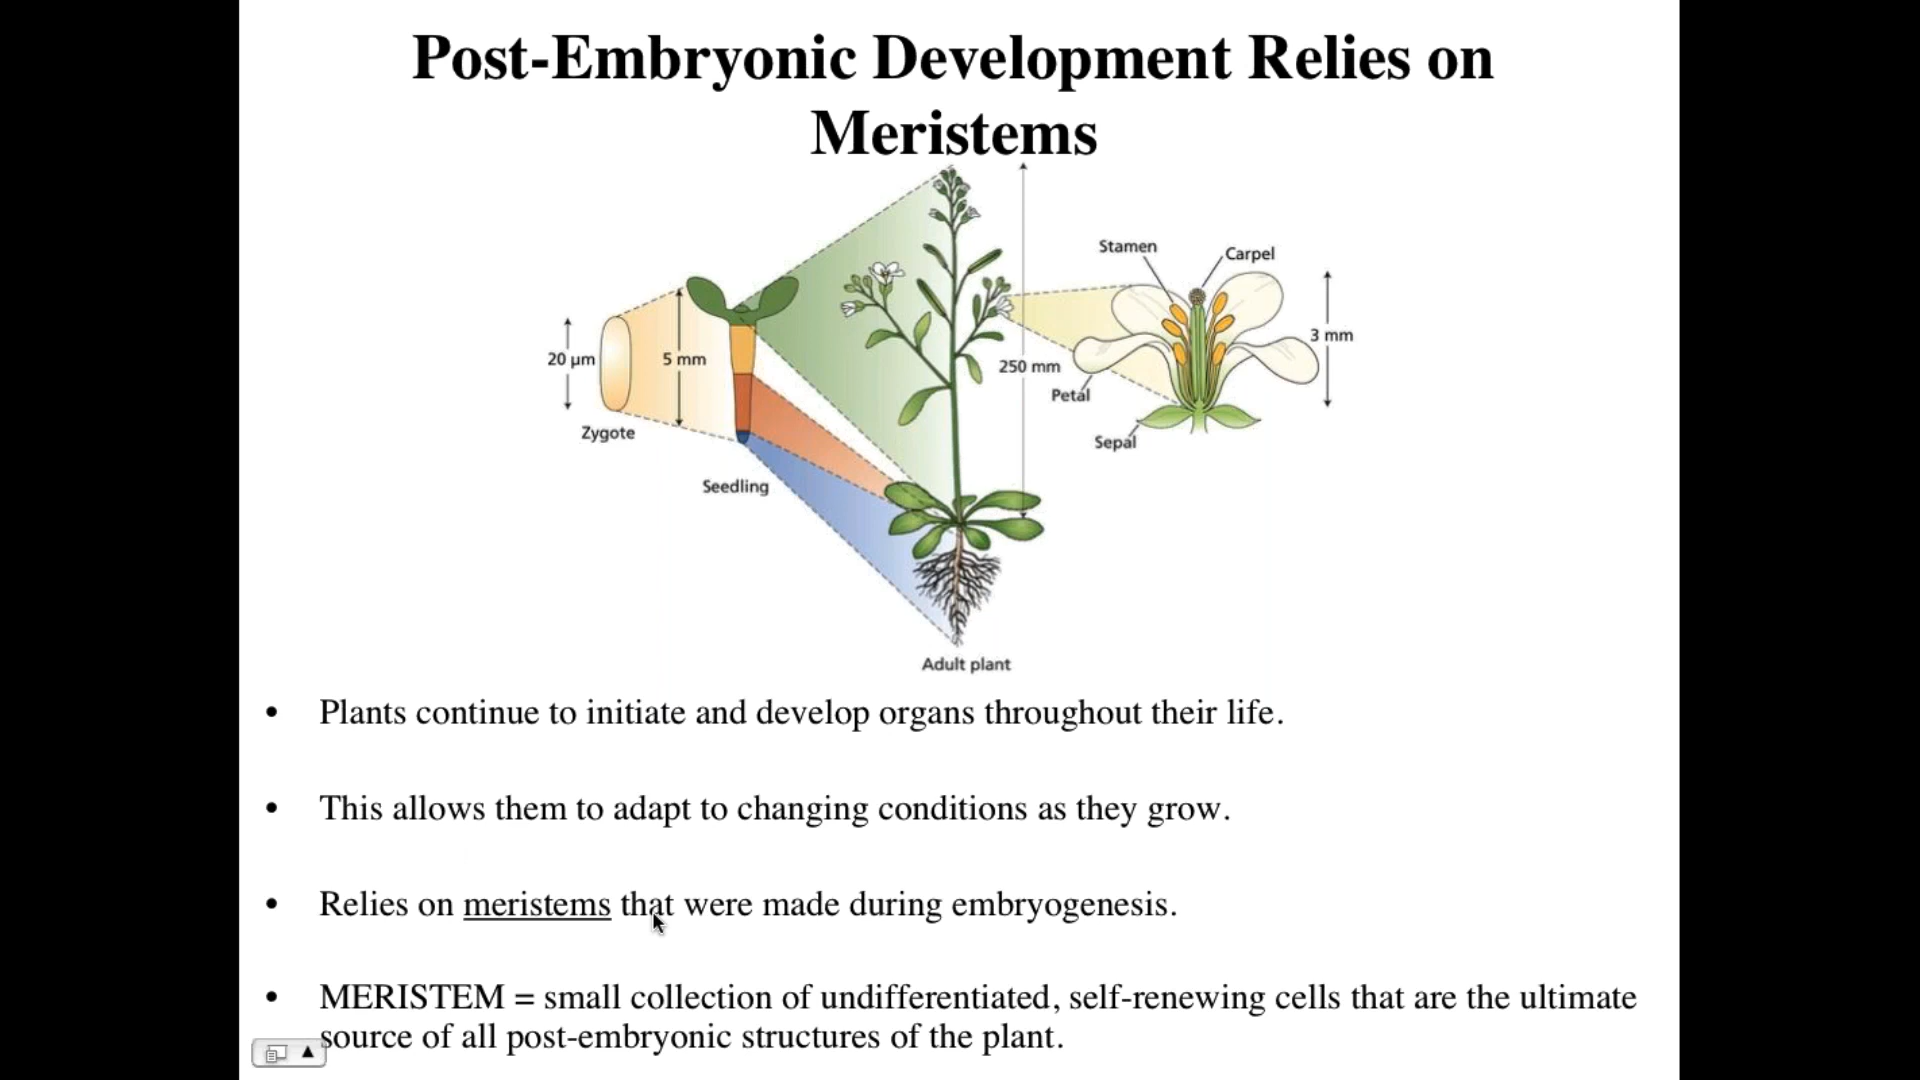 Post-Embryonic Development Relies on
Meristems
Stamen
Carpel
20 µm
5 mm
250 mm
3 mm
Petal
Zygote
Sepal
Seedling
Adult plant
• Plants continue to initiate and develop organs throughout their life.
• This allows them to adapt to changing conditions as they grow.
• Relies on meristems that were made during embryogenesis.
• MERISTEM = small collection of undifferentiated, self-renewing cells that are the ultimate
source of all post-embryonic structures of the plant.